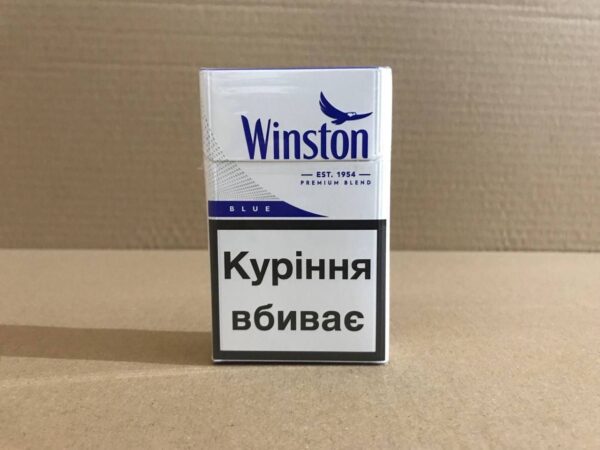 Winston
EST. 1954
PREMIUM BLEND
BLUE
Куріння
вбиває